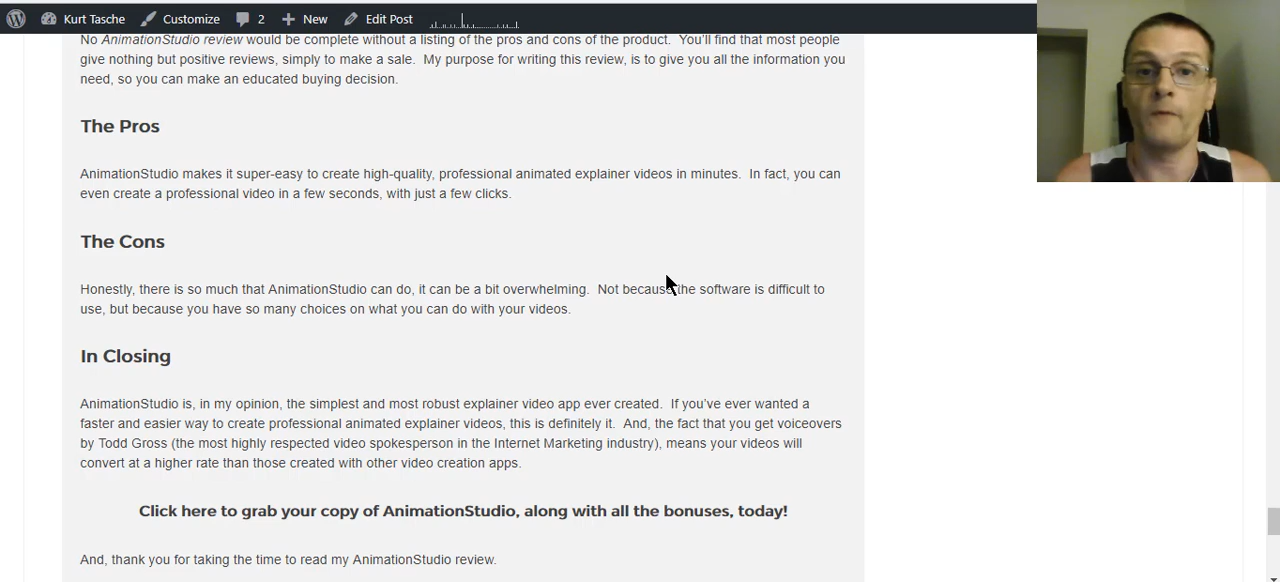 Kurt Tasche Customize 2 New Edit Post
No AnimationStudio review would be complete without a listing of the pros and cons of the product. You'll find that most people
give nothing but positive reviews, simply to make a sale. My purpose for writing this review, is to give you all the information you
need, so you can make an educated buying decision.
The Pros
AnimationStudio makes it super-easy to create high-quality, professional animated explainer videos in minutes. In fact, you can
even create a professional video in a few seconds, with just a few clicks.
The Cons
Honestly, there is so much that AnimationStudio can do, it can be a bit overwhelming. Not because the software is difficult to
use, but because you have so many choices on what you can do with your videos.
In Closing
AnimationStudio is, in my opinion, the simplest and most robust explainer video app ever created. If you've ever wanted a
faster and easier way to create professional animated explainer videos, this is definitely it. And, the fact that you get voiceovers
by Todd Gross (the most highly respected video spokesperson in the Internet Marketing industry), means your videos will
convert at a higher rate than those created with other video creation apps.
Click here to grab your copy of AnimationStudio, along with all the bonuses, today!
And, thank you for taking the time to read my AnimationStudio review.